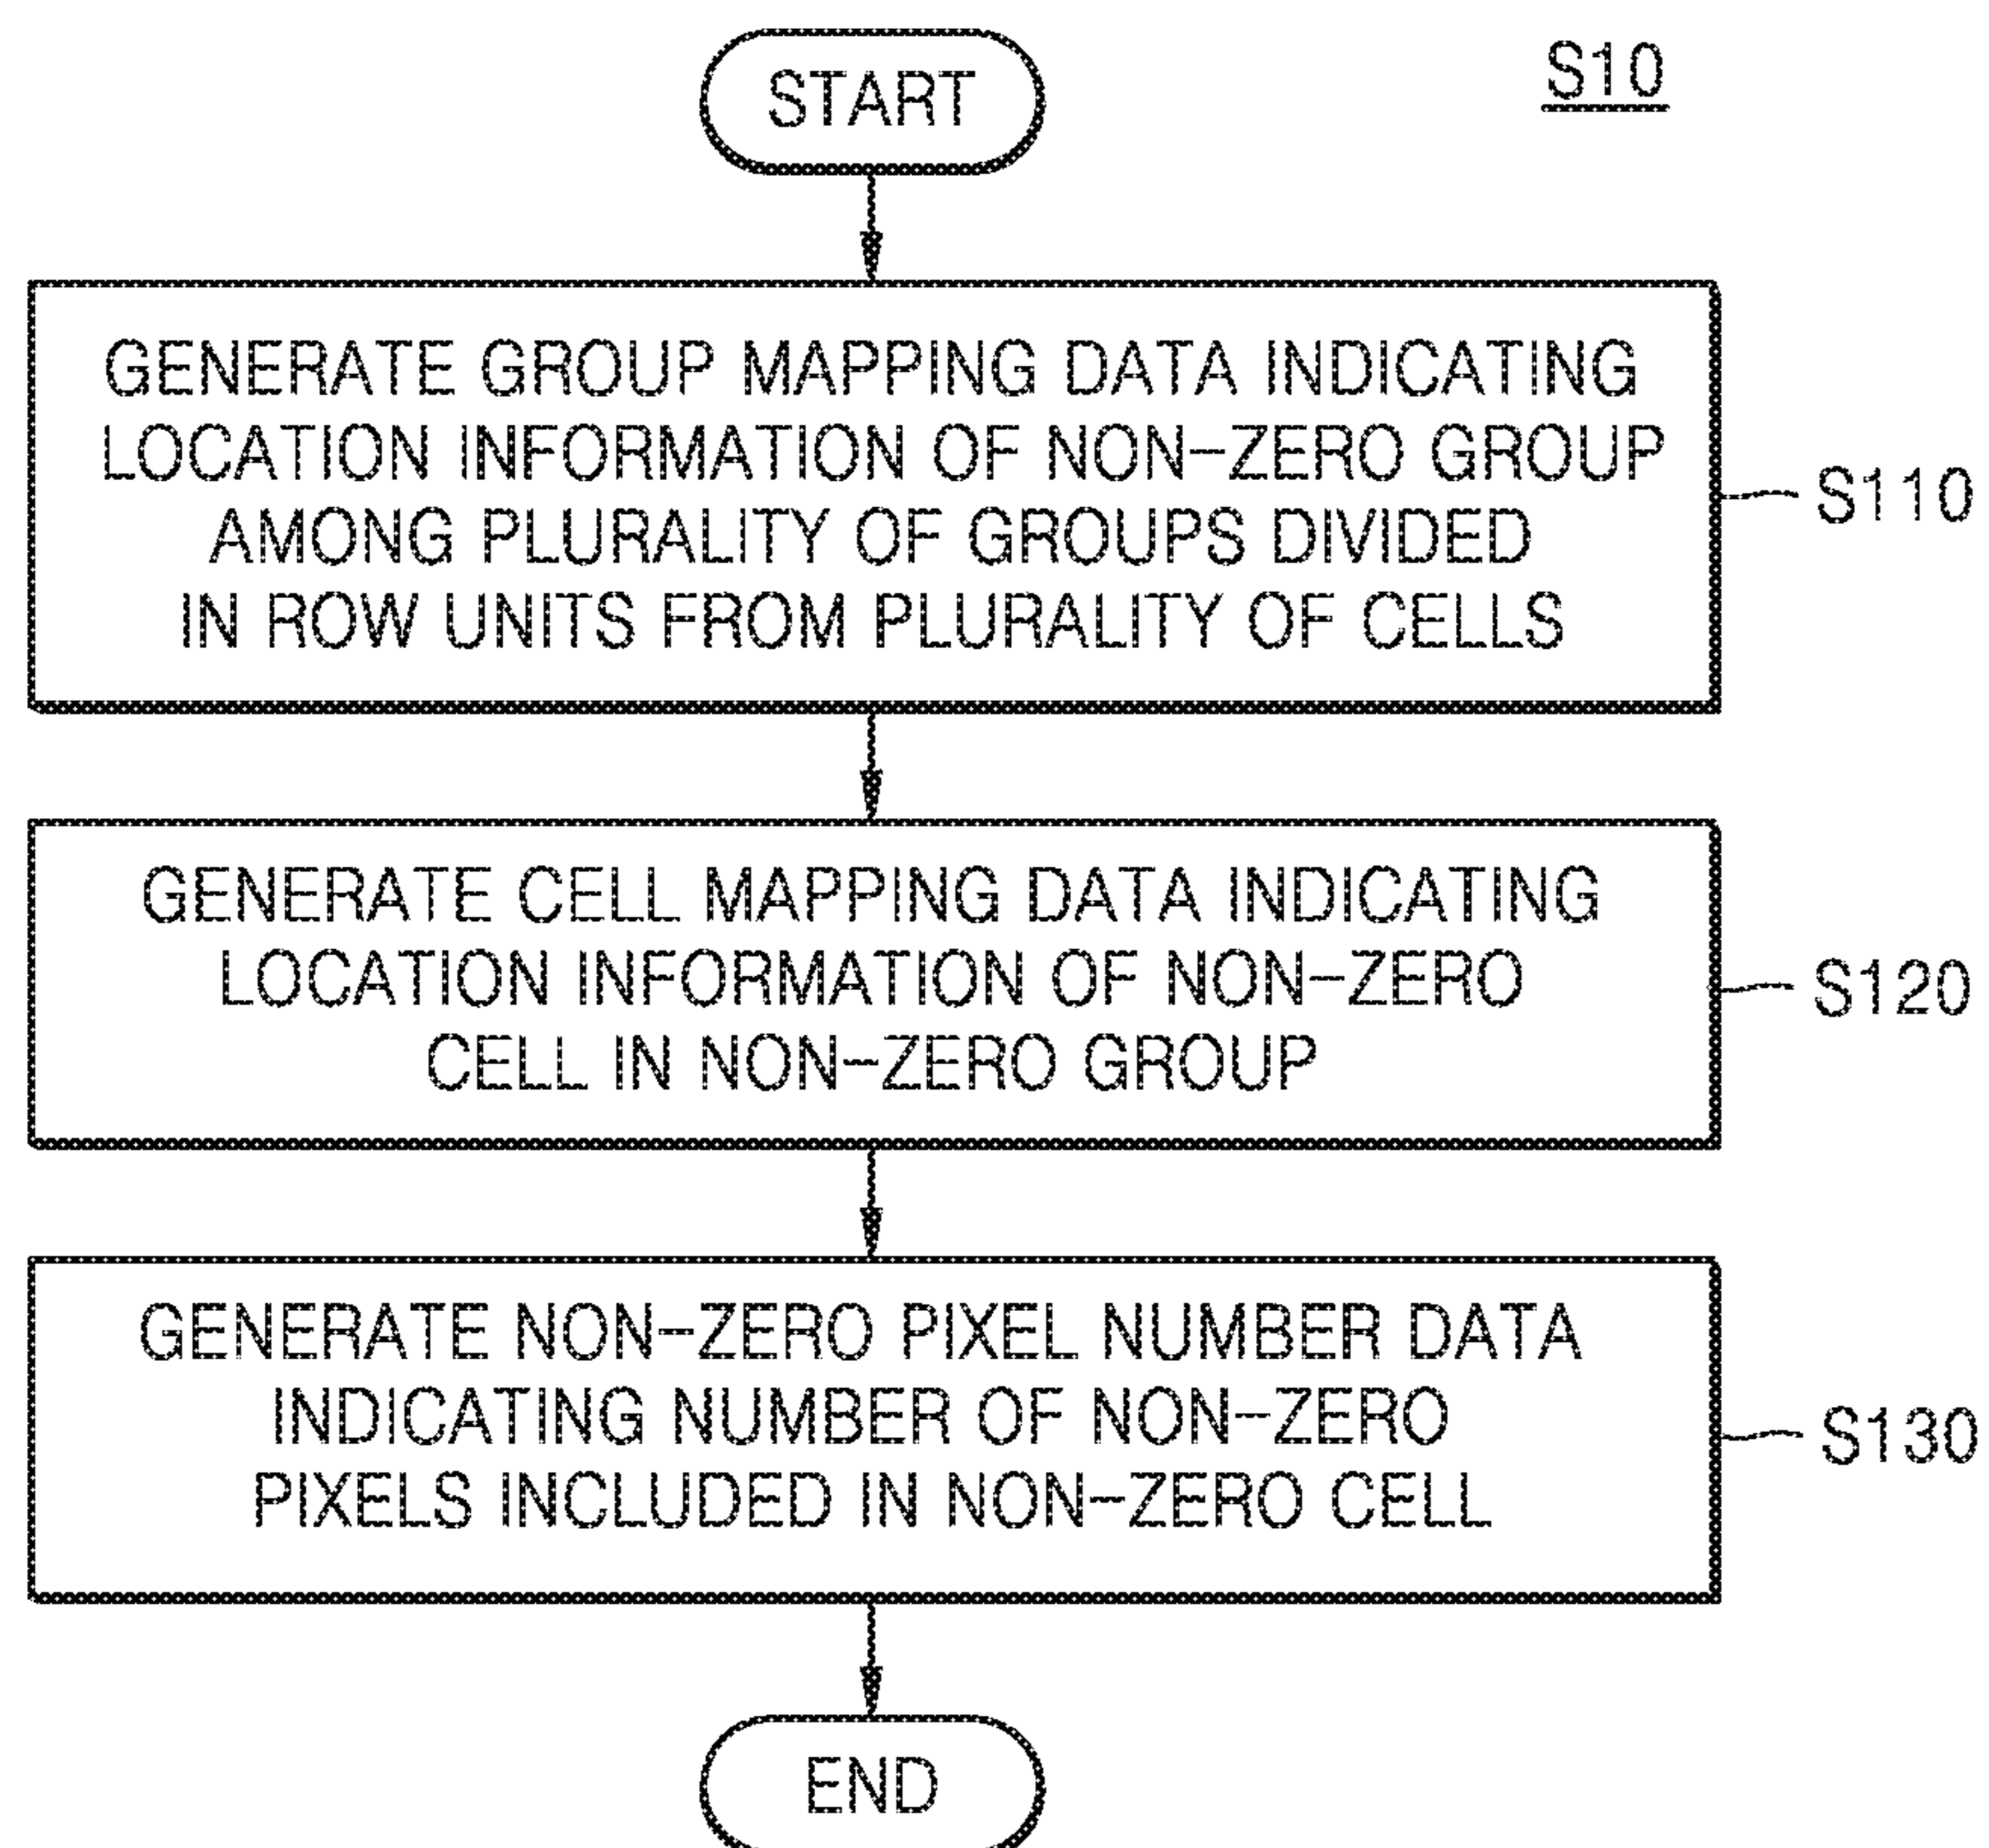 START
S10
GENERATE GROUP MAPPING DATA INDICATING
LOCATION INFORMATION OF NON-ZERO GROUP
AMONG PLURALITY OF GROUPS DIVIDED
IN ROW UNITS FROM PLURALITY OF CELLS
S110
GENERATE CELL MAPPING DATA INDICATING
LOCATION INFORMATION OF NON-ZERO
CELL IN NON-ZERO GROUP
S120
GENERATE NON-ZERO PIXEL NUMBER DATA
INDICATING NUMBER OF NON-ZERO
PIXELS INCLUDED IN NON-ZERO CELL
S130
END